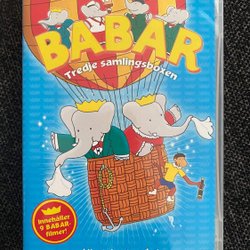 BABAR
Tredje samlingsboxen
Innehåller
9 BABAR
filmer!